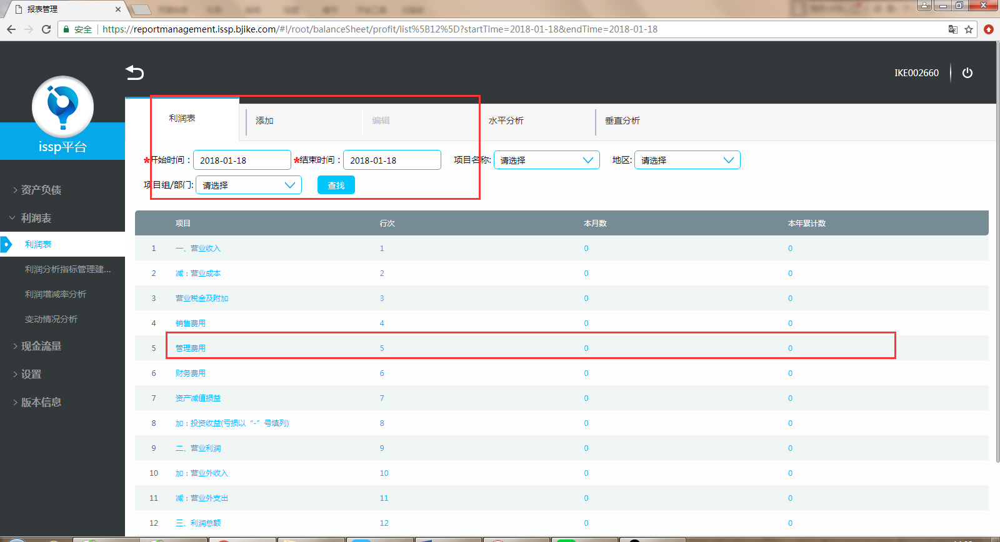 报表管理
安全 https://reportmanagement.issp.bjike.com/#!/root/balanceSheet/profit/list%5B12%5D?startTime=2018-01-18&endTime=2018-01-18
IKE002660
issp平台
利润表 添加 编辑 水平分析 垂直分析
*开始时间： 2018-01-18 *结束时间： 2018-01-18 项目名称: 请选择 地区: 请选择
项目组/部门: 请选择 查找
资产负债
利润表
利润表
利润分析指标管理建...
利润增减率分析
变动情况分析
现金流量
设置
版本信息
项目 行次 本月数 本年累计数
1 一、营业收入 1 0 0
2 减：营业成本 2 0 0
3 营业税金及附加 3 0 0
4 销售费用 4 0 0
5 管理费用 5 0 0
6 财务费用 6 0 0
7 资产减值损益 7 0 0
8 加：投资收益(亏损以“-”号填列) 8 0 0
9 二、营业利润 9 0 0
10 加：营业外收入 10 0 0
11 减：营业外支出 11 0 0
12 三、利润总额 12 0 0